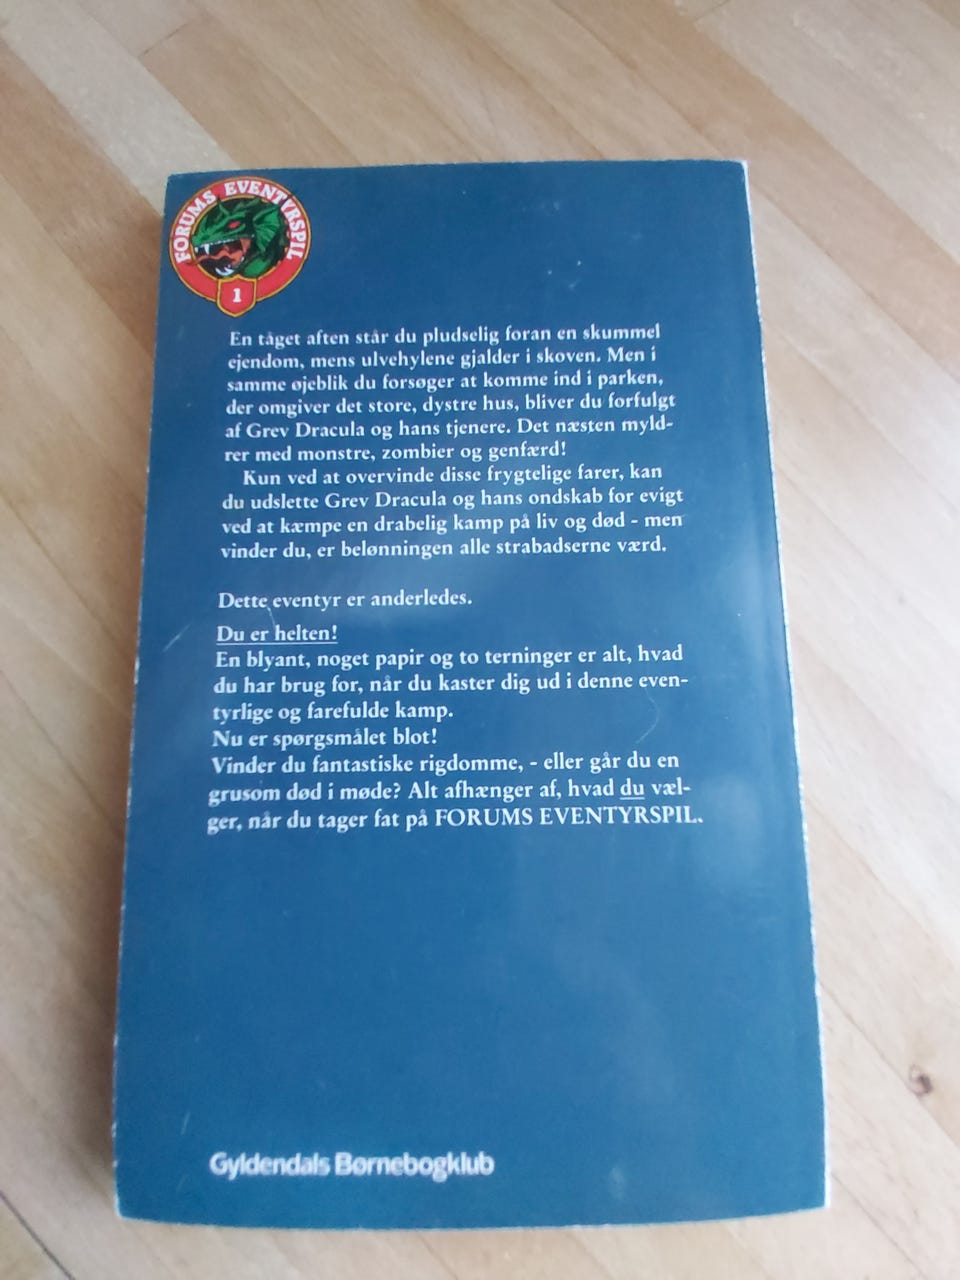 FORUMS EVENTYRSPIL
1
En tåget aften står du pludselig foran en skummel
ejendom, mens ulvehylene gjalder i skoven. Men i
samme øjeblik du forsøger at komme ind i parken,
der omgiver det store, dystre hus, bliver du forfulgt
af Grev Dracula og hans tjenere. Det næsten myld-
rer med monstre, zombier og genfærd!
Kun ved at overvinde disse frygtelige farer, kan
du udslette Grev Dracula og hans ondskab for evigt
ved at kæmpe en drabelig kamp på liv og død - men
vinder du, er belønningen alle strabadserne værd.
Dette eventyr er anderledes.
Du er helten!
En blyant, noget papir og to terninger er alt, hvad
du har brug for, når du kaster dig ud i denne even-
tyrlige og farefulde kamp.
Nu er spørgsmålet blot!
Vinder du fantastiske rigdomme, - eller går du en
grusom død i møde? Alt afhænger af, hvad du væl-
ger, når du tager fat på FORUMS EVENTYRSPIL.
Gyldendals Børnebogklub